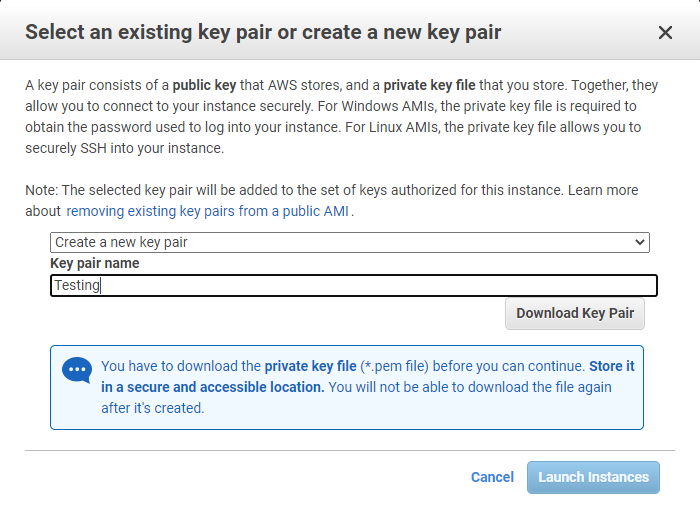 Select an existing key pair or create a new key pair
A key pair consists of a public key that AWS stores, and a private key file that you store. Together, they
allow you to connect to your instance securely. For Windows AMIs, the private key file is required to
obtain the password used to log into your instance. For Linux AMIs, the private key file allows you to
securely SSH into your instance.
Note: The selected key pair will be added to the set of keys authorized for this instance. Learn more
about removing existing key pairs from a public AMI.
Create a new key pair
Key pair name
Testing
Download Key Pair
You have to download the private key file (*.pem file) before you can continue. Store it
in a secure and accessible location. You will not be able to download the file again
after it's created.
Cancel Launch Instances